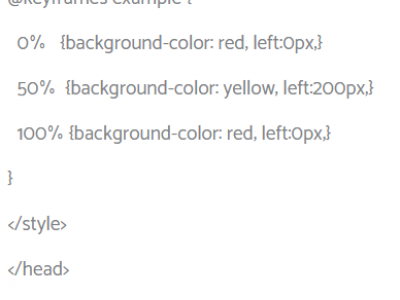 @keyframes example {
0% {background-color: red, left:0px,}
50% {background-color: yellow, left:200px,}
100% {background-color: red, left:0px,}
}
</style>
</head>